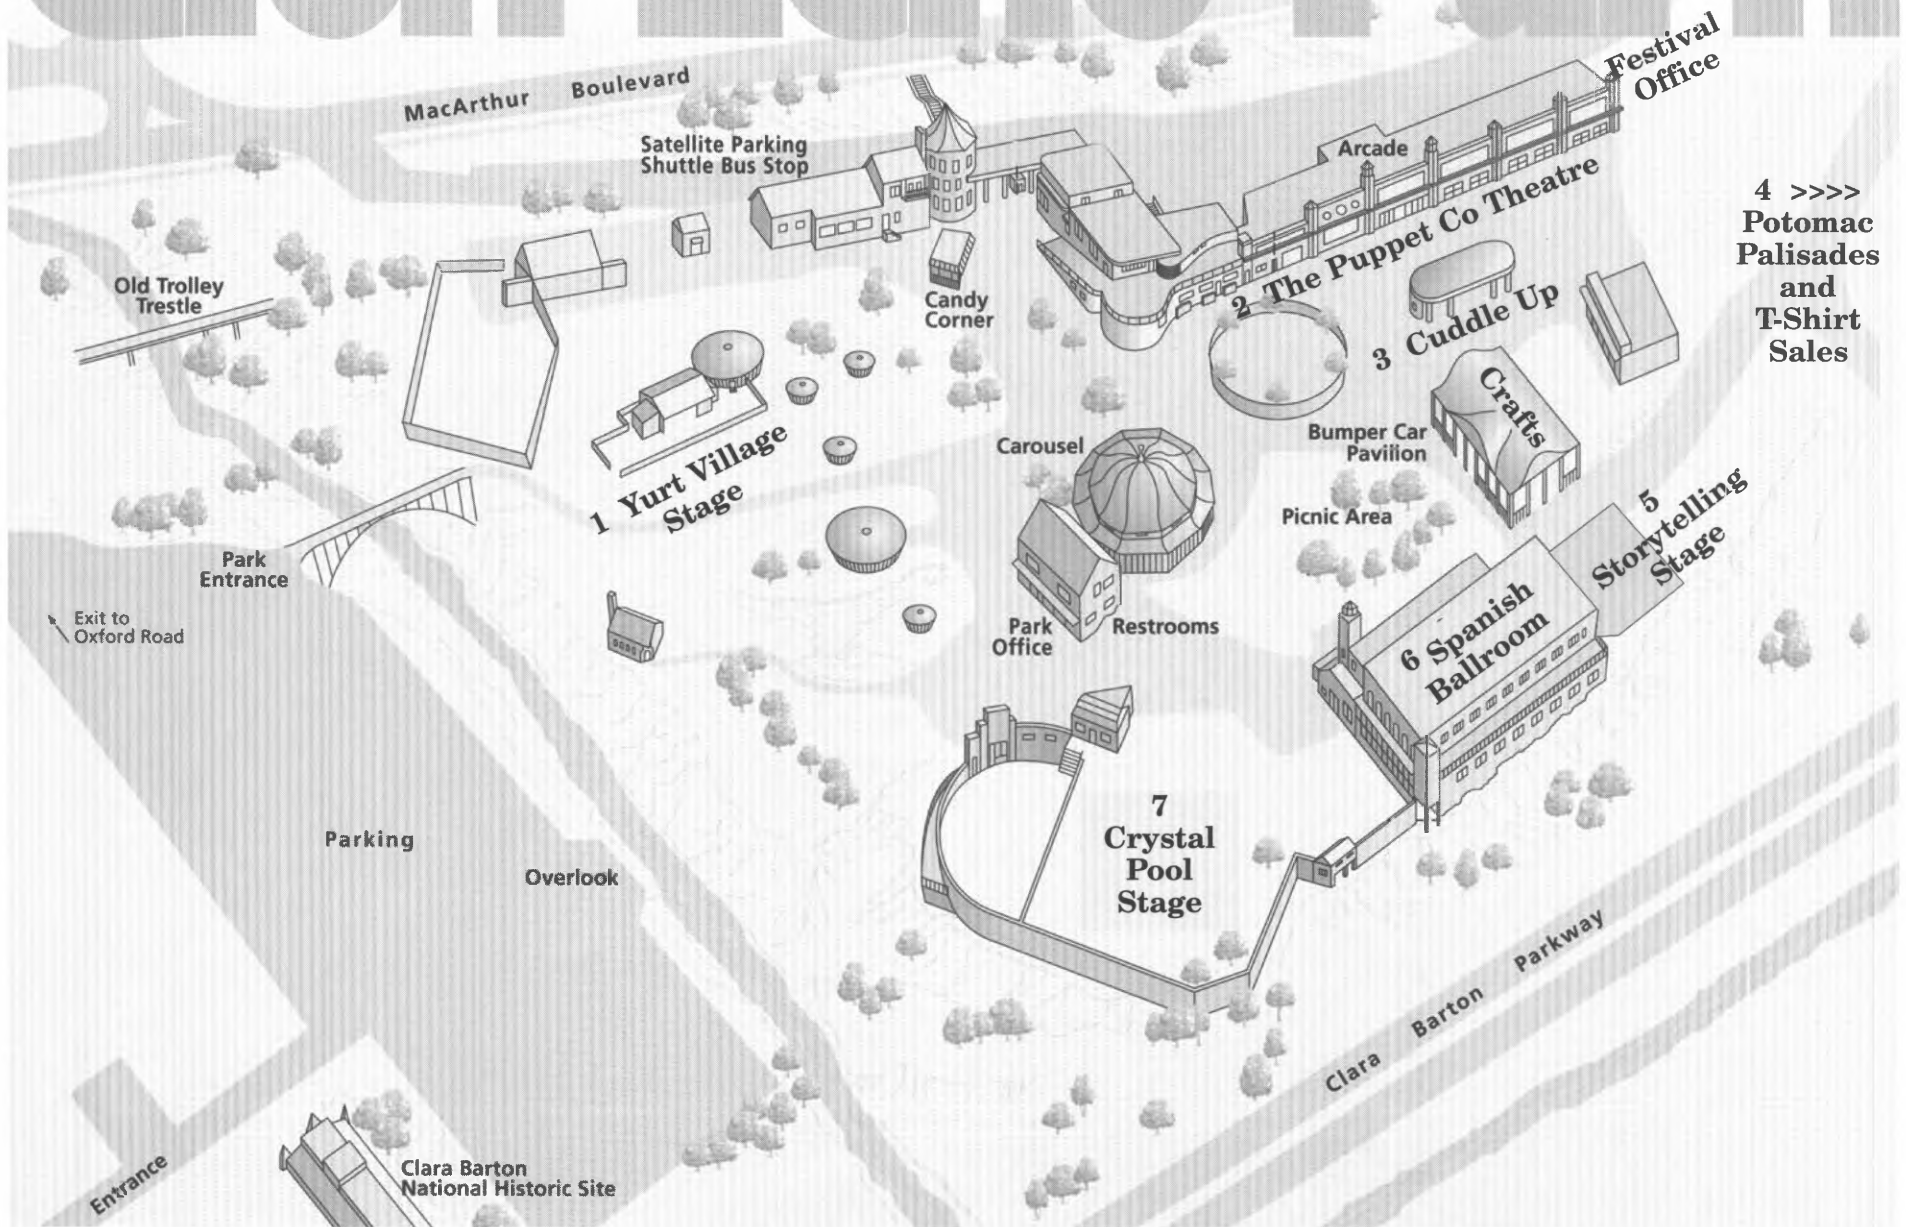 MacArthur Boulevard
Festival
Office
Satellite Parking
Shuttle Bus Stop
Arcade
4 >>>>
Potomac
Palisades
and
T-Shirt
Sales
2 The Puppet Co Theatre
Old Trolley
Trestle
Candy
Corner
3 Cuddle Up
Crafts
Carousel
Bumper Car
Pavilion
1 Yurt Village
Stage
Picnic Area
5
Storytelling
Stage
Park
Entrance
Exit to
Oxford Road
Park
Office
Restrooms
6 Spanish
Ballroom
7
Crystal
Pool
Stage
Parking
Overlook
Clara Barton Parkway
Entrance
Clara Barton
National Historic Site